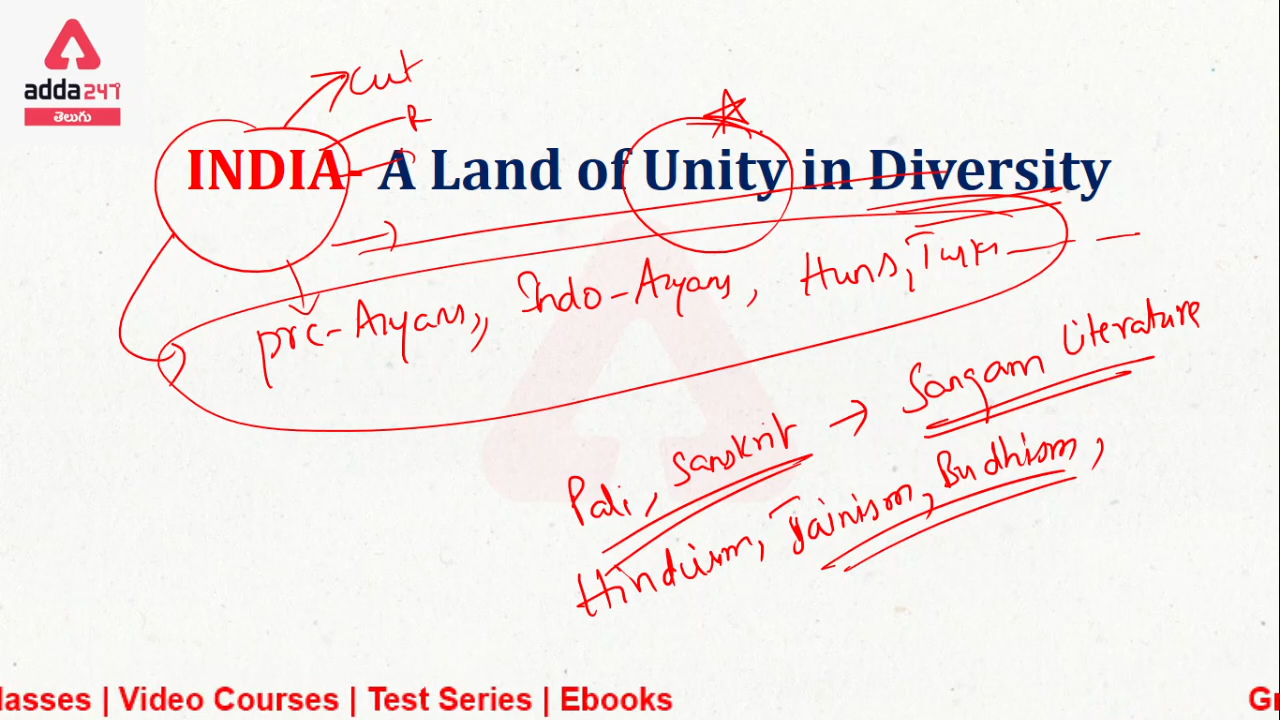 adda247
తెలుగు
Cut
R
INDIA- A Land of Unity in Diversity
pre-Aryans, Indo-Aryans, Huns, Turks
Pali, Sanskrit → Sangam Literature
Hinduism, Jainism, Budhism,
lasses | Video Courses | Test Series | Ebooks
Gr